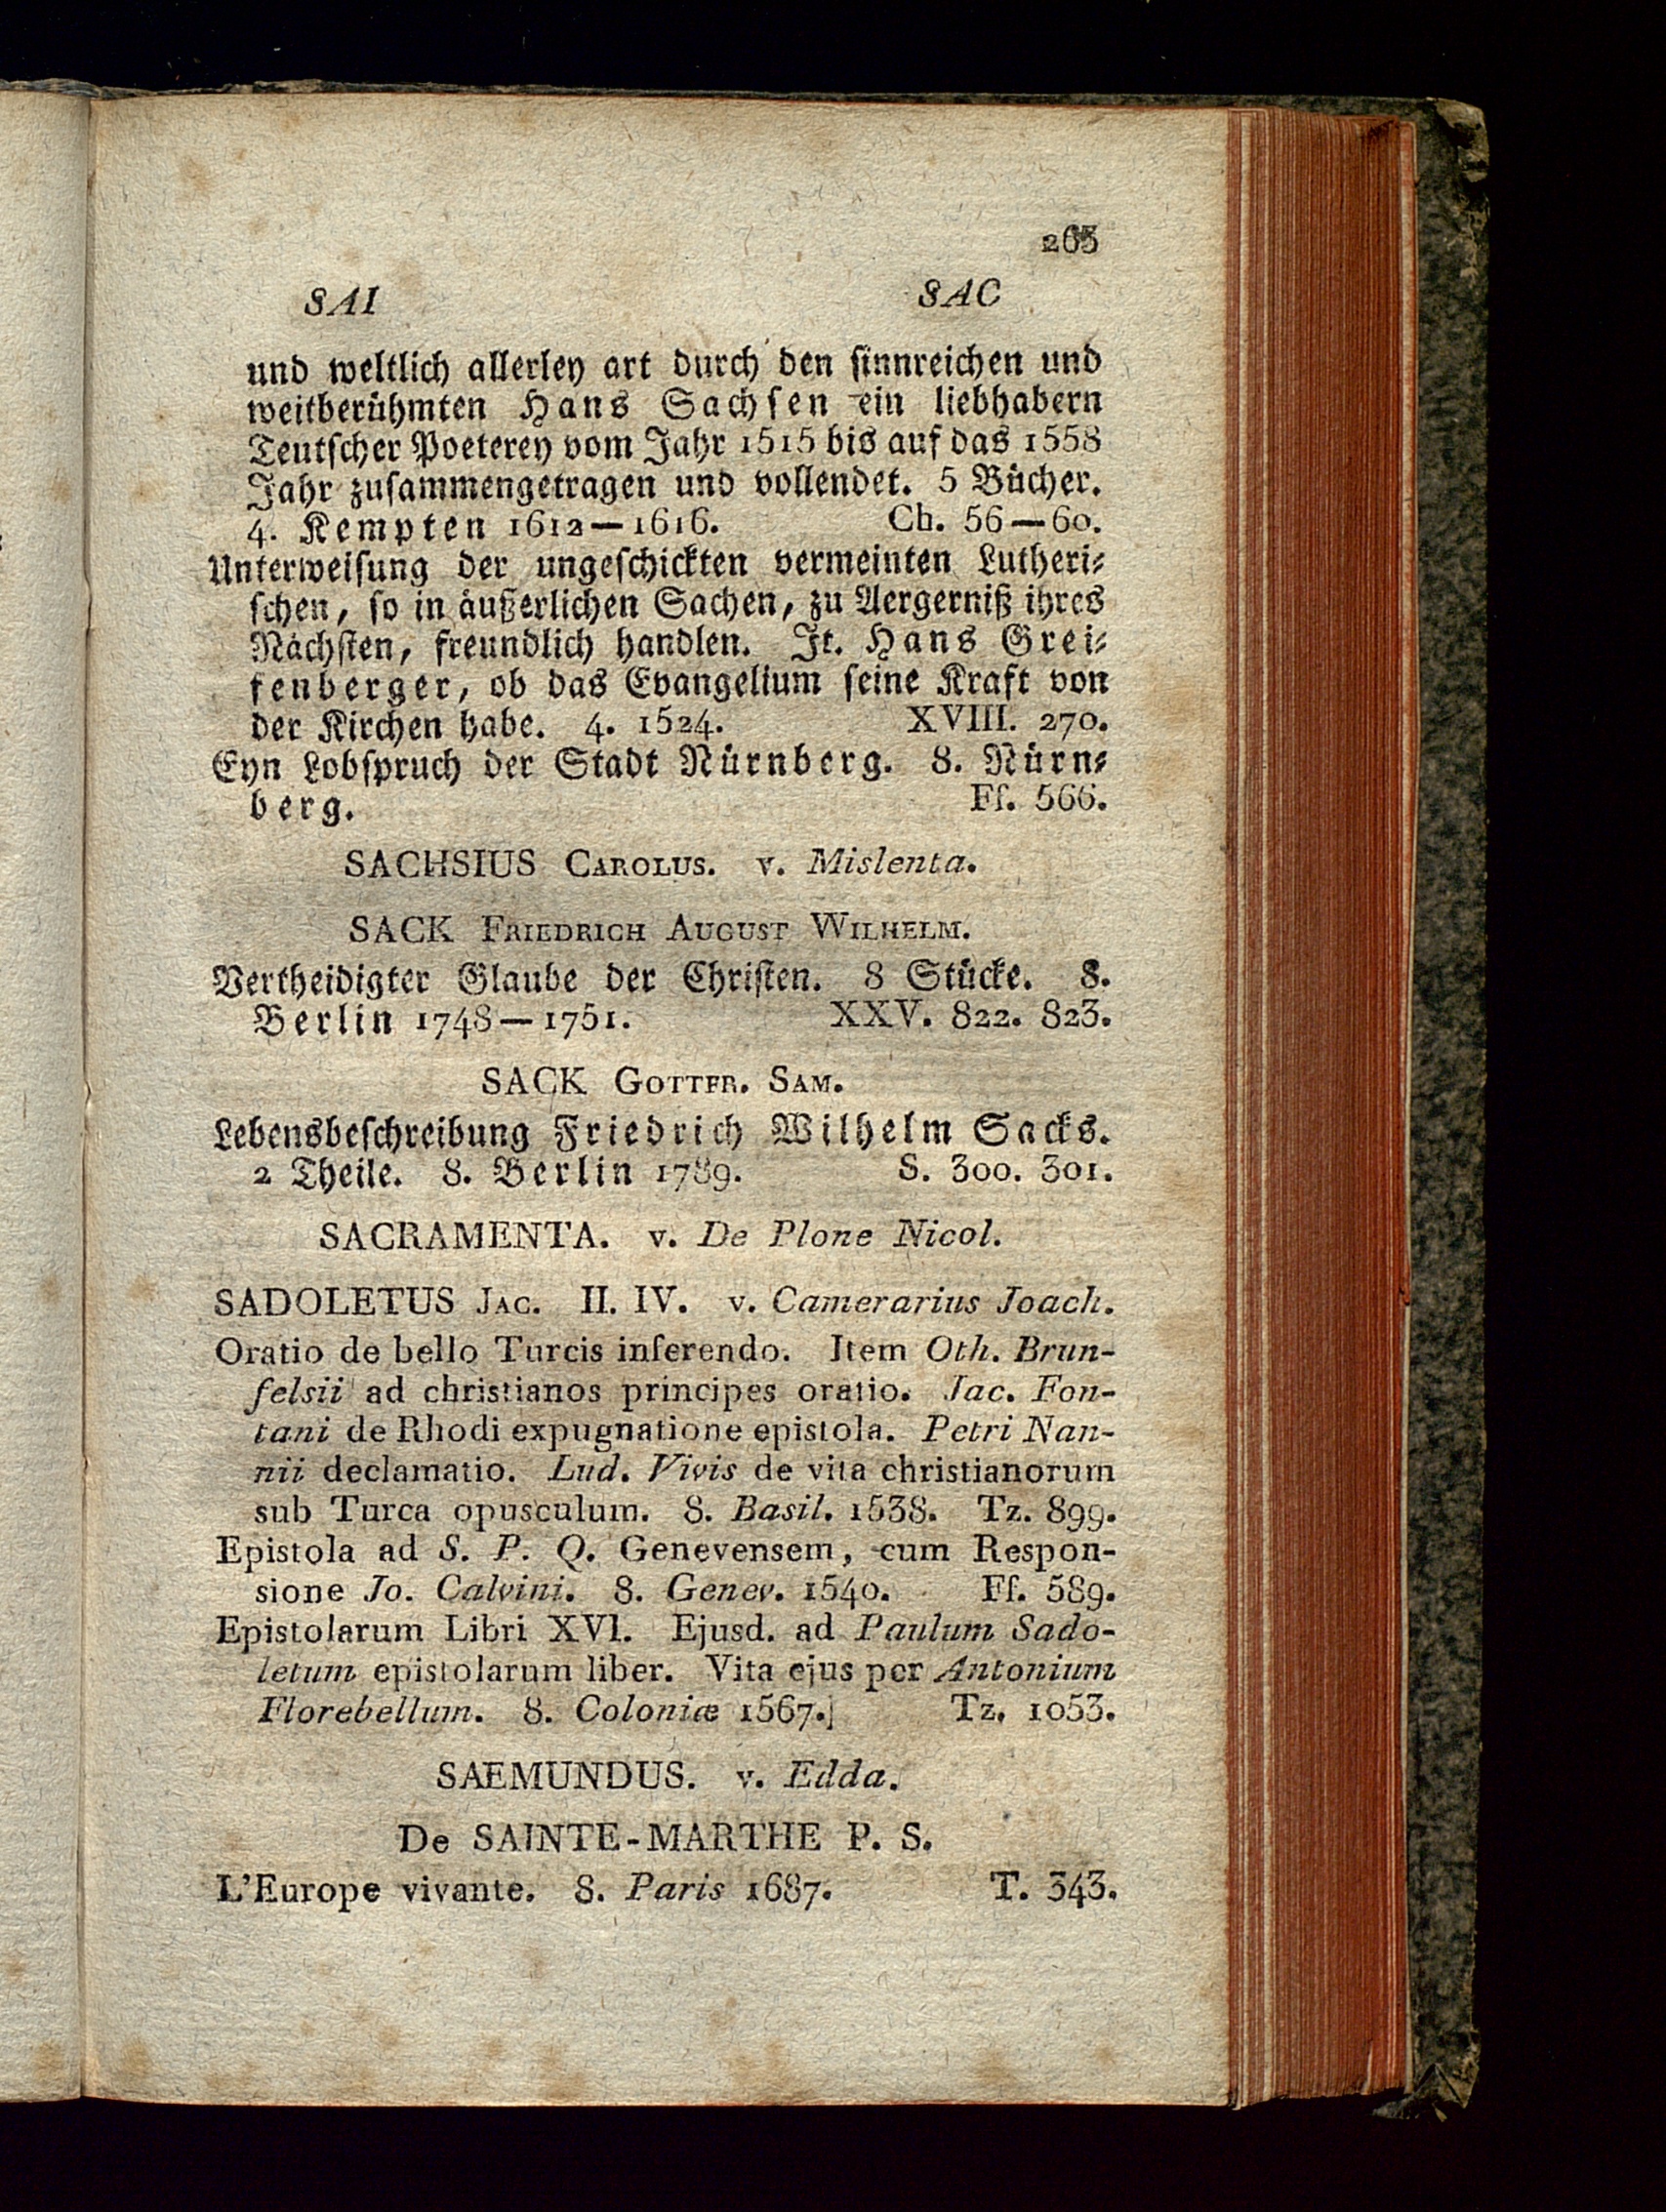 265
SAI SAC
und weltlich allerley art durch den sinnreichen und
weitberühmten Hans Sachsen ein liebhabern
Teutscher Poeterey vom Jahr 1515 bis auf das 1558
Jahr zusammengetragen und vollendet. 5 Bücher.
4. Kempten 1612—1616. Ch. 56—60.
Unterweisung der ungeschickten vermeinten Lutheri-
schen, so in äußerlichen Sachen, zu Aergerniß ihres
Nächsten, freundlich handlen. It. Hans Grei-
fenberger, ob das Evangelium seine Kraft von
der Kirchen habe. 4. 1524. XVIII. 270.
Eyn Lobspruch der Stadt Nürnberg. 8. Nürn-
berg. Ff. 566.
SACHSIUS CAROLUS. v. Mislenta.
SACK FRIEDRICH AUGUST WILHELM.
Vertheidigter Glaube der Christen. 8 Stücke. 8.
Berlin 1748—1751. XXV. 822. 823.
SACK GOTTFR. SAM.
Lebensbeschreibung Friedrich Wilhelm Sacks.
2 Theile. 8. Berlin 1789. S. 300. 301.
SACRAMENTA. v. De Plone Nicol.
SADOLETUS JAC. II. IV. v. Camerarius Joach.
Oratio de bello Turcis inferendo. Item Oth. Brun-
felsii ad christianos principes oratio. Jac. Fon-
tani de Rhodi expugnatione epistola. Petri Nan-
nii declamatio. Lud. Vivis de vita christianorum
sub Turca opusculum. 8. Basil. 1538. Tz. 899.
Epistola ad S. P. Q. Genevensem, cum Respon-
sione Jo. Calvini. 8. Genev. 1540. Ff. 589.
Epistolarum Libri XVI. Ejusd. ad Paulum Sado-
letum epistolarum liber. Vita ejus per Antonium
Florebellum. 8. Coloniæ 1567. Tz. 1053.
SAEMUNDUS. v. Edda.
De SAINTE-MARTHE P. S.
L'Europe vivante. 8. Paris 1687. T. 343.